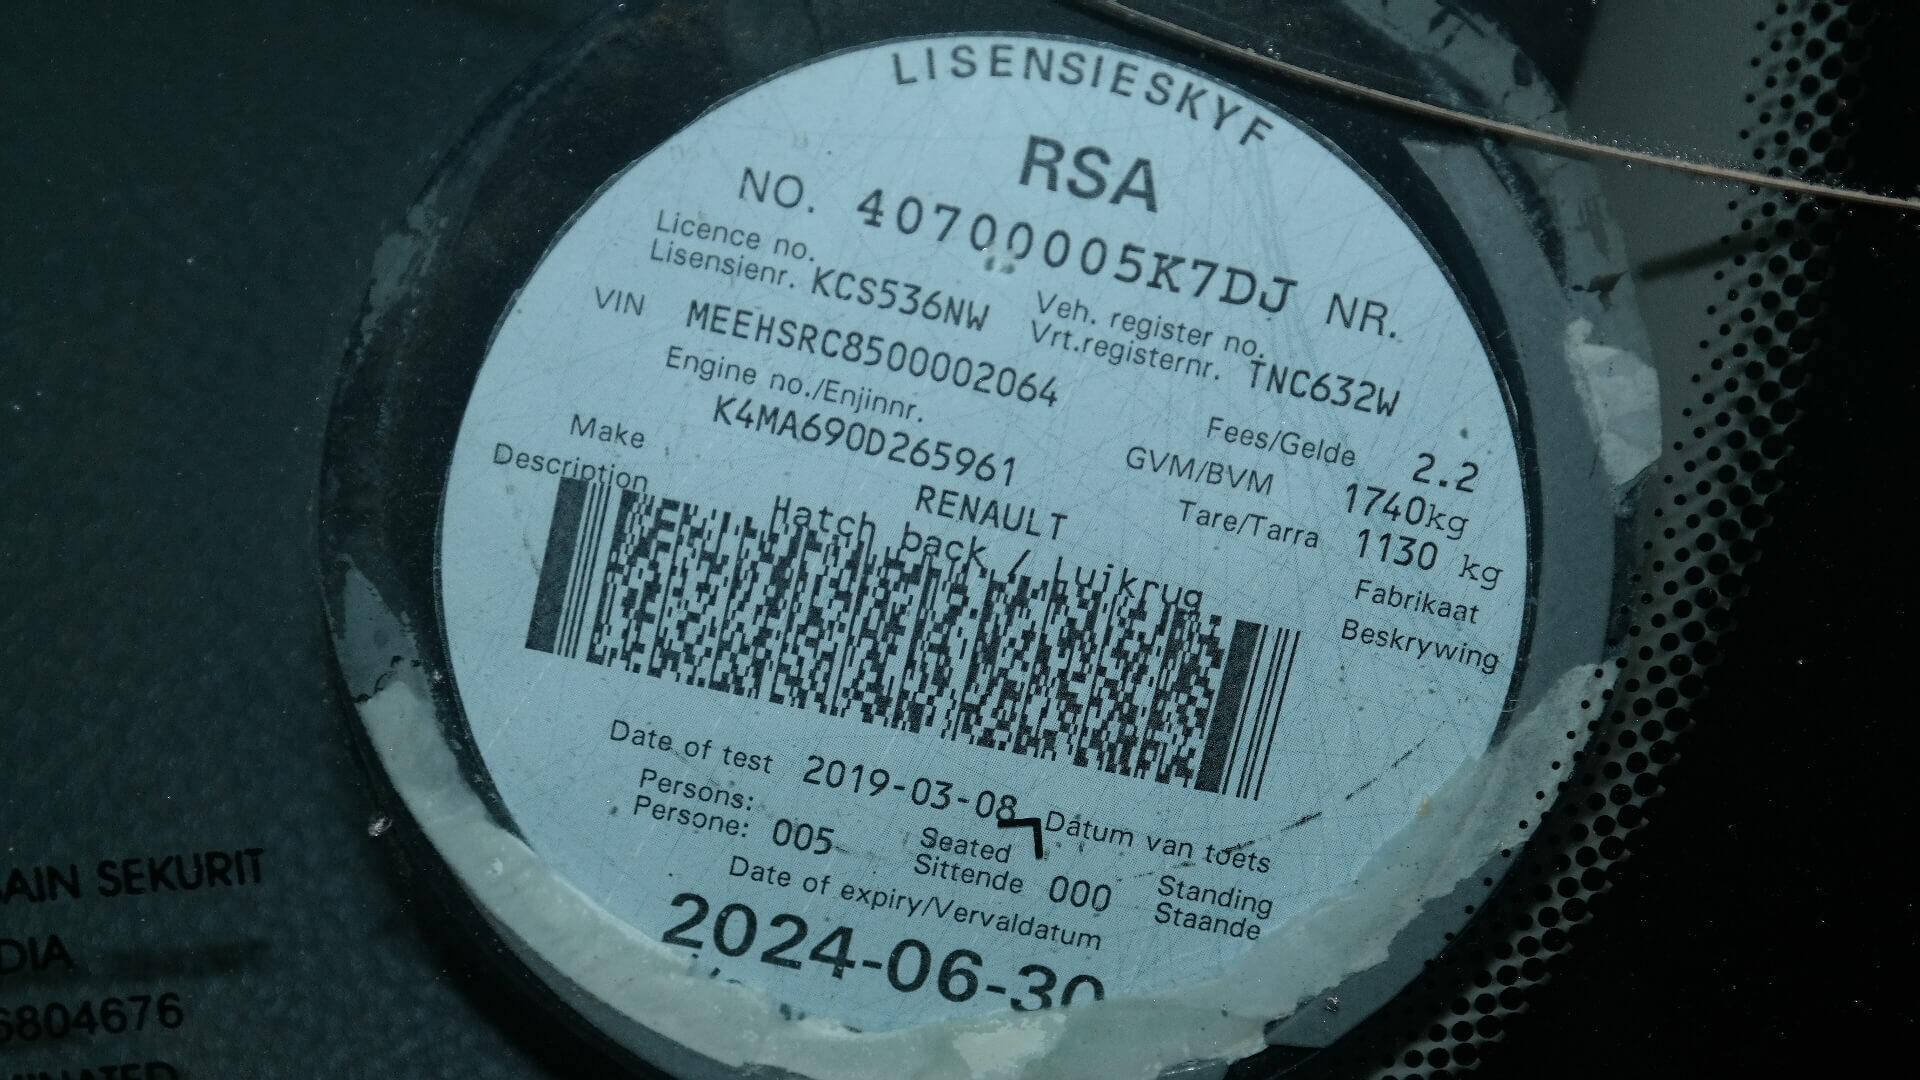 LISENSIESKYF
RSA
NO. 40700005K7DJ NR.
Licence no.
Lisensienr. KCS536NW
Veh. register no.
Vrt.registernr. TNC632W
VIN MEEHSRC8500002064
Engine no./Enjinnr.
K4MA690D265961
Fees/Gelde 2.2
GVM/BVM 1740kg
Tare/Tarra 1130 kg
Make RENAULT Fabrikaat
Description Hatch back / Luikrug Beskrywing
Date of test 2019-03-08 Datum van toets
Persons:
Persone: 005 Seated
Sittende 000 Standing
Staande
Date of expiry/Vervaldatum
2024-06-30
AIN SEKURIT
DIA
6804676
MINATED